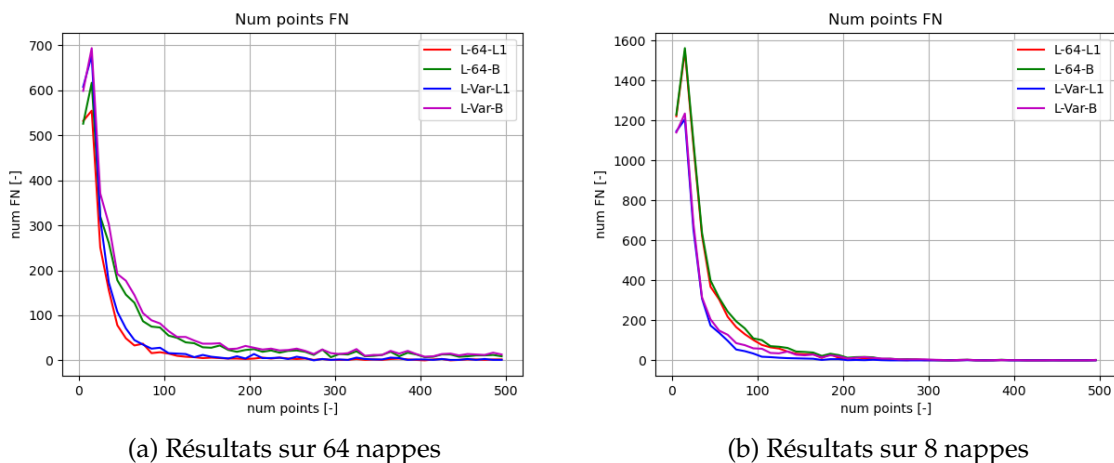 Num points FN
num FN [-]
700
600
500
400
300
200
100
0
0
100
200
300
400
500
num points [-]
L-64-L1
L-64-B
L-Var-L1
L-Var-B
(a) Résultats sur 64 nappes
Num points FN
num FN [-]
1600
1400
1200
1000
800
600
400
200
0
0
100
200
300
400
500
num points [-]
L-64-L1
L-64-B
L-Var-L1
L-Var-B
(b) Résultats sur 8 nappes